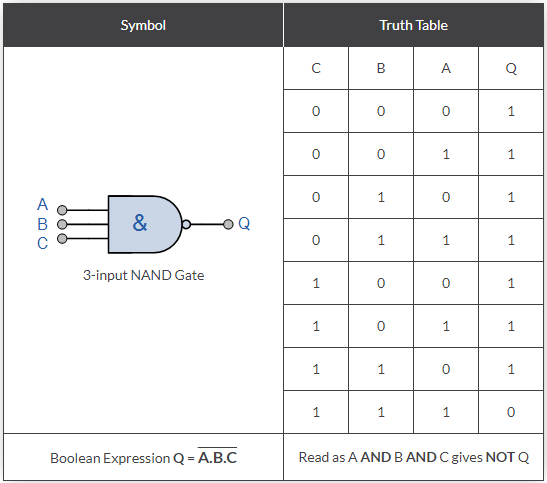 Symbol Truth Table
C B A Q
0 0 0 1
0 0 1 1
0 1 0 1
0 1 1 1
1 0 0 1
1 0 1 1
1 1 0 1
1 1 1 0
A
B
C
&
Q
3-input NAND Gate
Boolean Expression Q = A.B.C
Read as A AND B AND C gives NOT Q